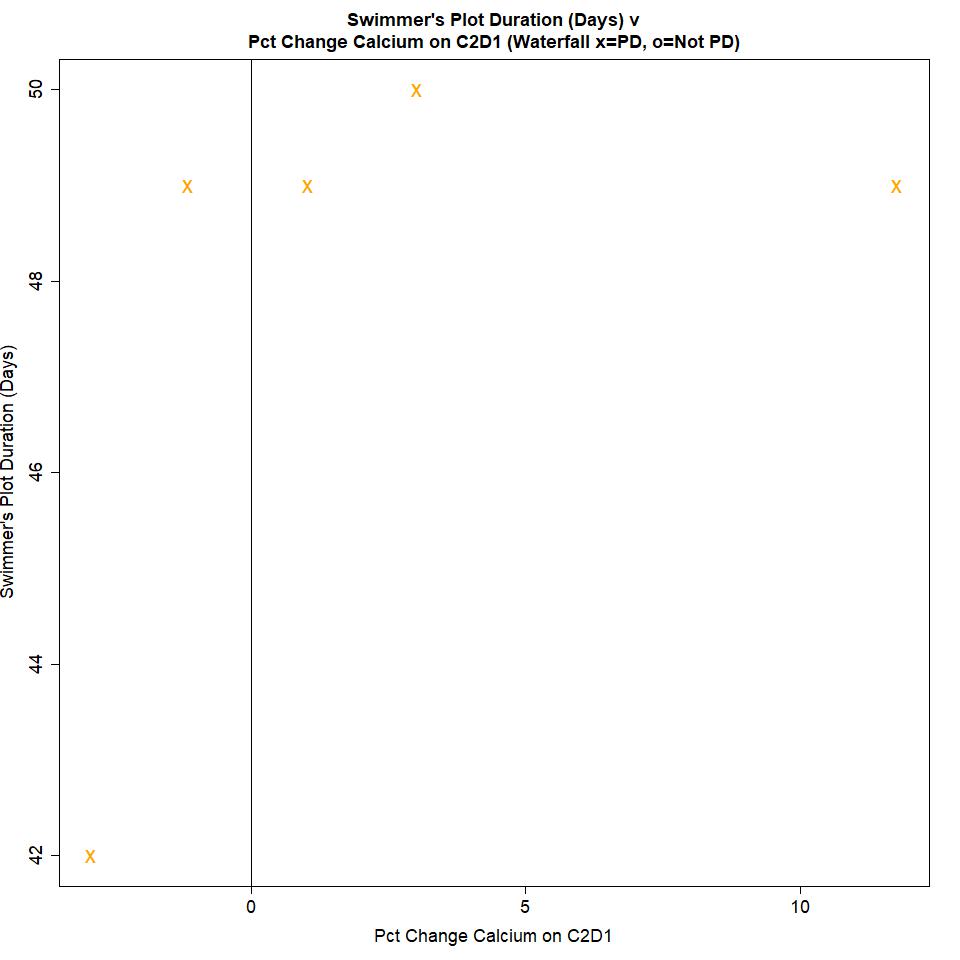 Swimmer's Plot Duration (Days) v
Pct Change Calcium on C2D1 (Waterfall x=PD, o=Not PD)
Swimmer's Plot Duration (Days)
50
48
46
44
42
X
X
X
X
X
0
5
10
Pct Change Calcium on C2D1